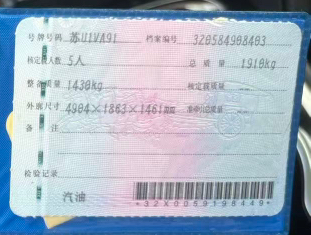 号牌号码 苏U1VA91 档案编号 320584908403
核定载人数 5人 总质量 1910kg
整备质量 1430kg 核定载质量 --
外廓尺寸 4904×1863×1461mm 准牵引总质量 --
备注
检验记录
汽油
*32X0059198449*